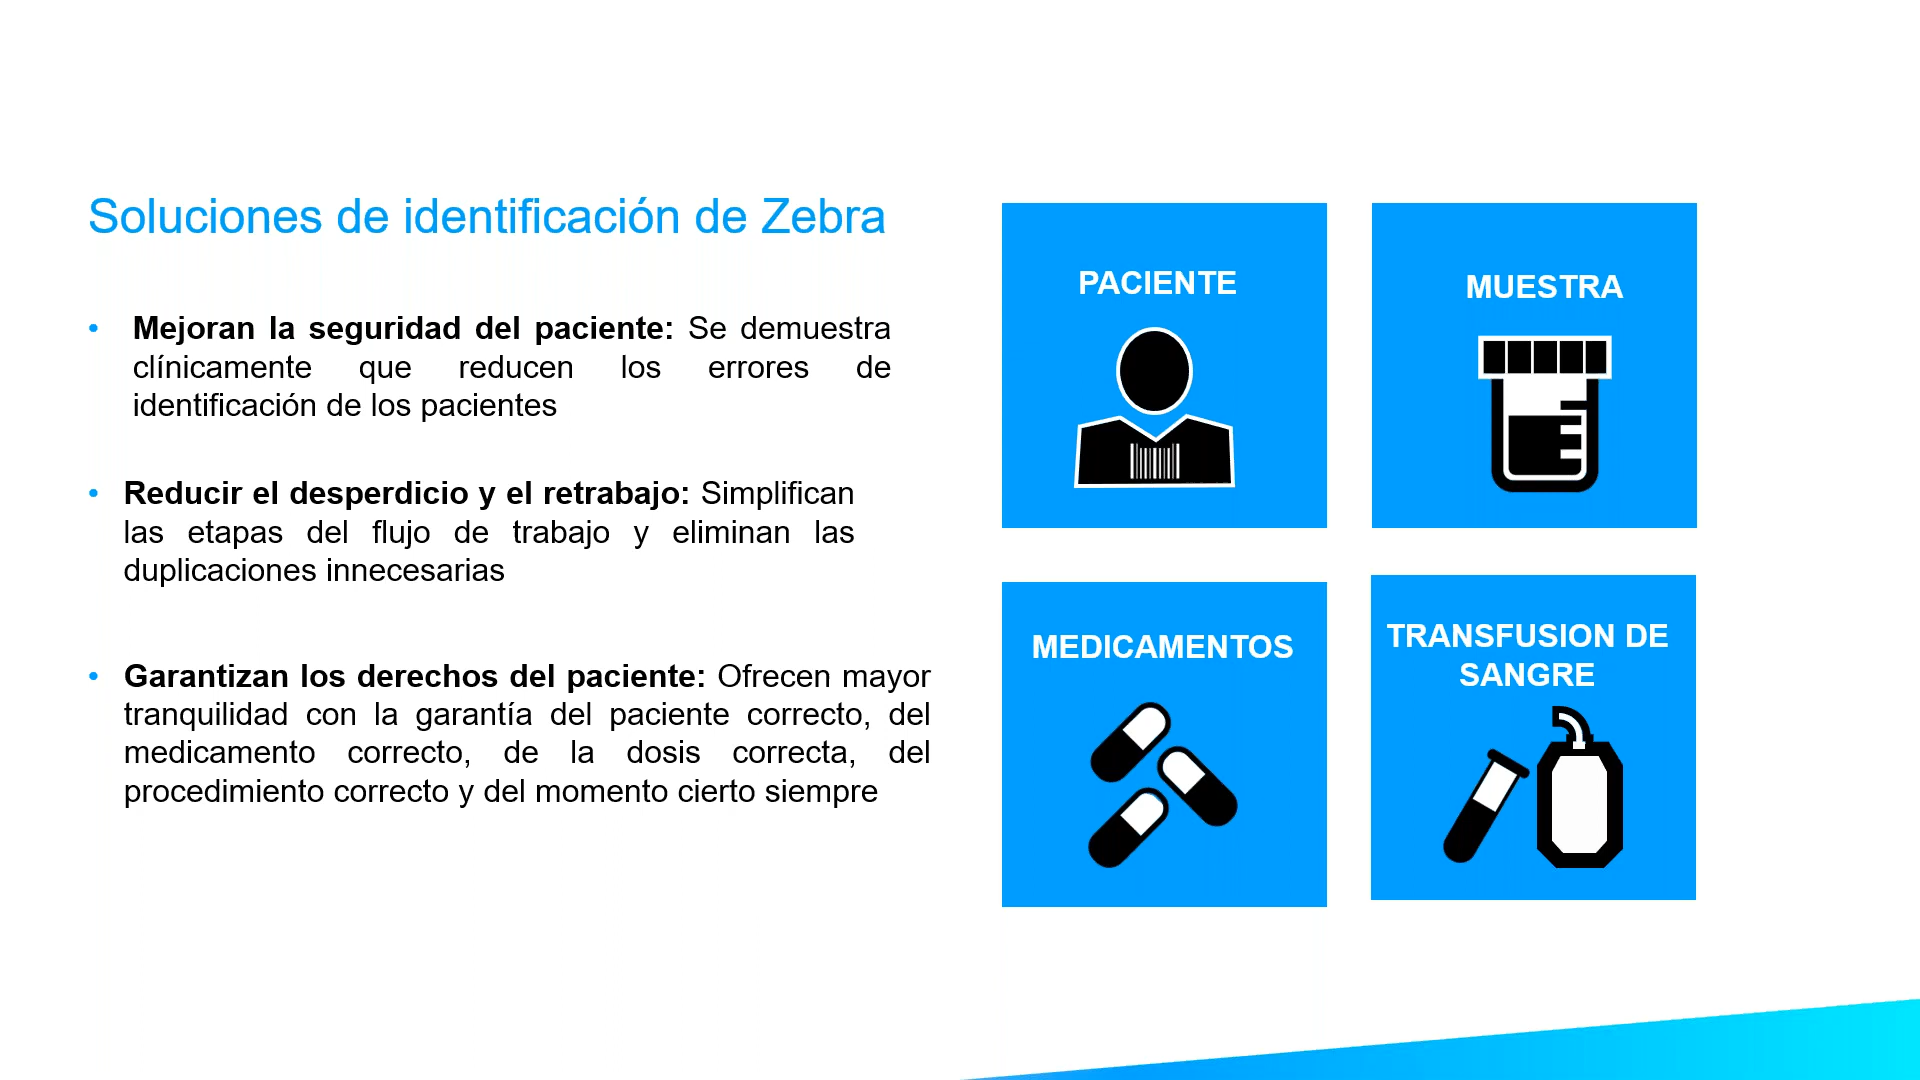 Soluciones de identificación de Zebra
• Mejoran la seguridad del paciente: Se demuestra
clínicamente que reducen los errores de
identificación de los pacientes
• Reducir el desperdicio y el retrabajo: Simplifican
las etapas del flujo de trabajo y eliminan las
duplicaciones innecesarias
• Garantizan los derechos del paciente: Ofrecen mayor
tranquilidad con la garantía del paciente correcto, del
medicamento correcto, de la dosis correcta, del
procedimiento correcto y del momento cierto siempre
PACIENTE
MUESTRA
MEDICAMENTOS
TRANSFUSION DE
SANGRE